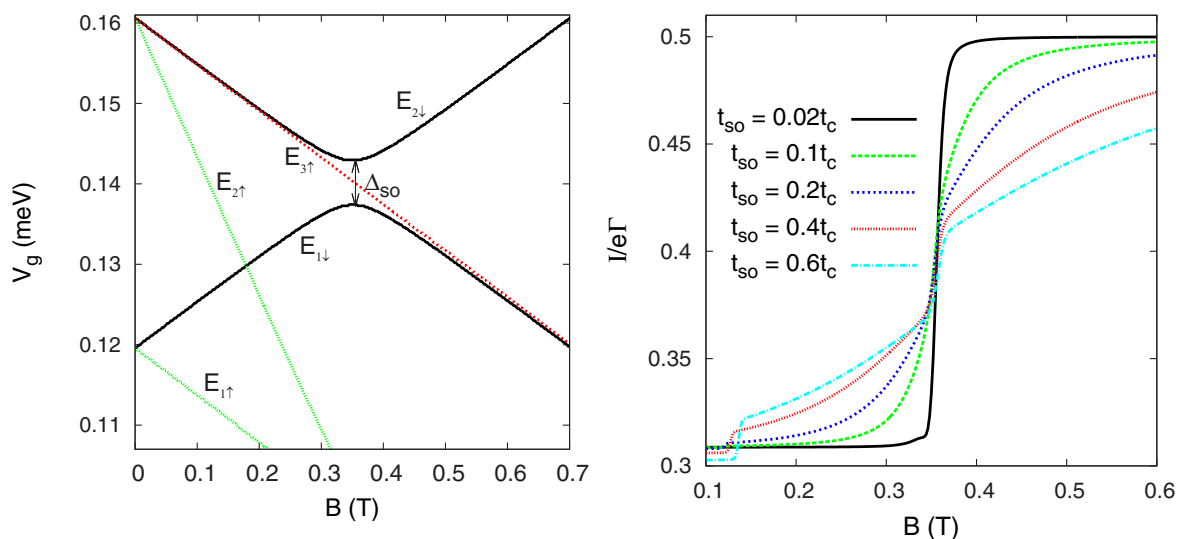 0.16
0.15
0.14
0.13
0.12
0.11
V_g (meV)
E_2↓
E_3↑
Δ_so
E_2↑
E_1↓
E_1↑
0 0.1 0.2 0.3 0.4 0.5 0.6 0.7
B (T)
0.5
0.45
0.4
0.35
0.3
I/eΓ
t_so = 0.02t_c
t_so = 0.1t_c
t_so = 0.2t_c
t_so = 0.4t_c
t_so = 0.6t_c
0.1 0.2 0.3 0.4 0.5 0.6
B (T)